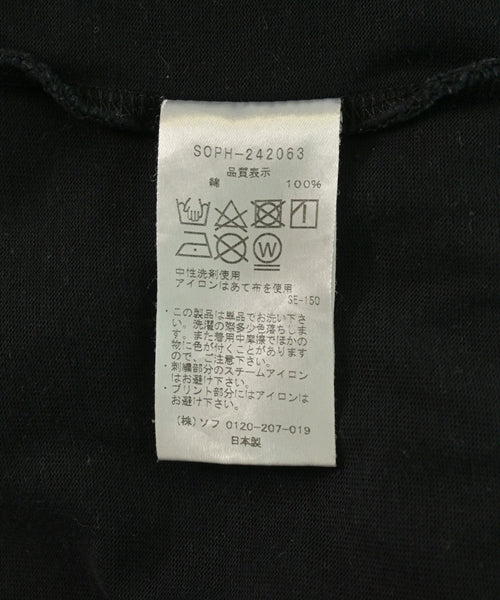 SOPH-242063
品質表示
綿 100%
W
中性洗剤使用
アイロンはあて布を使用
SE-150
・この製品は単品でお洗い下さ
い。洗濯の際多少色落ちしま
す。また着用中摩擦でほかの
物に色が付くことがあります
ので、ご注意下さい。
・刺繍部分のスチームアイロン
はお避け下さい。
・プリント部分にはアイロンは
お避け下さい。
(株)ソフ 0120-207-019
日本製